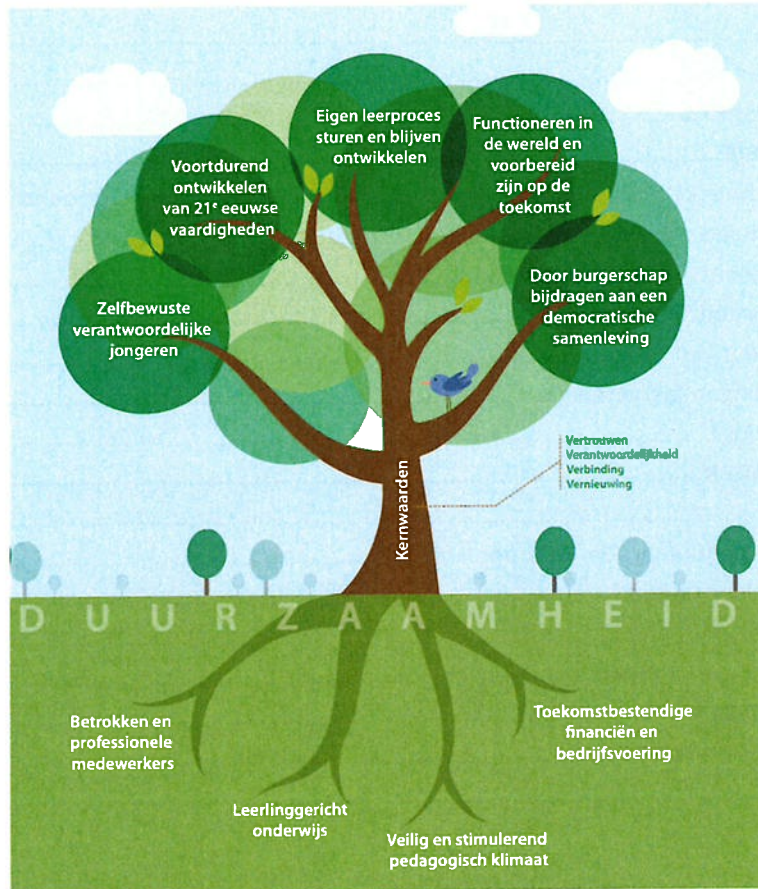 Eigen leerproces
sturen en blijven
ontwikkelen
Functioneren in
de wereld en
voorbereid
zijn op de
toekomst
Voortdurend
ontwikkelen
van 21e eeuwse
vaardigheden
Door burgerschap
bijdragen aan een
democratische
samenleving
Zelfbewuste
verantwoordelijke
jongeren
Vertrouwen
Verantwoordelijkheid
Verbinding
Vernieuwing
Kernwaarden
DUURZAAMHEID
Betrokken en
professionele
medewerkers
Toekomstbestendige
financiën en
bedrijfsvoering
Leerlinggericht
onderwijs
Veilig en stimulerend
pedagogisch klimaat